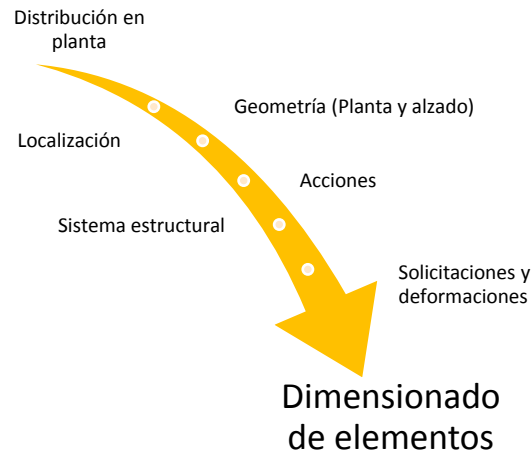 Distribución en
planta
Geometría (Planta y alzado)
Localización
Acciones
Sistema estructural
Solicitaciones y
deformaciones
Dimensionado
de elementos